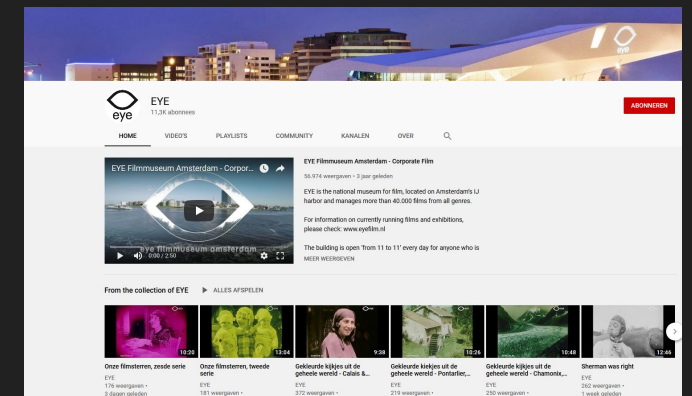 eye
EYE
11,3K abonnees
ABONNEREN
eye
HOME VIDEO'S PLAYLISTS COMMUNITY KANALEN OVER
EYE Filmmuseum Amsterdam - Corpor...
eye filmmuseum amsterdam
0:00 / 2:50
EYE Filmmuseum Amsterdam - Corporate Film
56.974 weergaven • 3 jaar geleden
EYE is the national museum for film, located on Amsterdam's IJ
harbor and manages more than 40.000 films from all genres.
For information on currently running films and exhibitions,
please check: www.eyefilm.nl
The building is open 'from 11 to 11' every day for anyone who is
MEER WEERGEVEN
From the collection of EYE ALLES AFSPELEN
10:20
13:04
9:38
10:26
10:48
12:46
Onze filmsterren, zesde serie
EYE
176 weergaven •
3 dagen geleden
Onze filmsterren, tweede
serie
EYE
181 weergaven •
Gekleurde kijkjes uit de
geheele wereld - Calais &...
EYE
372 weergaven •
Gekleurde kiekjes uit de
geheele wereld - Pontarlier,...
EYE
219 weergaven •
Gekleurde kijkjes uit de
geheele wereld - Chamonix,...
EYE
250 weergaven •
Sherman was right
EYE
262 weergaven •
1 week geleden